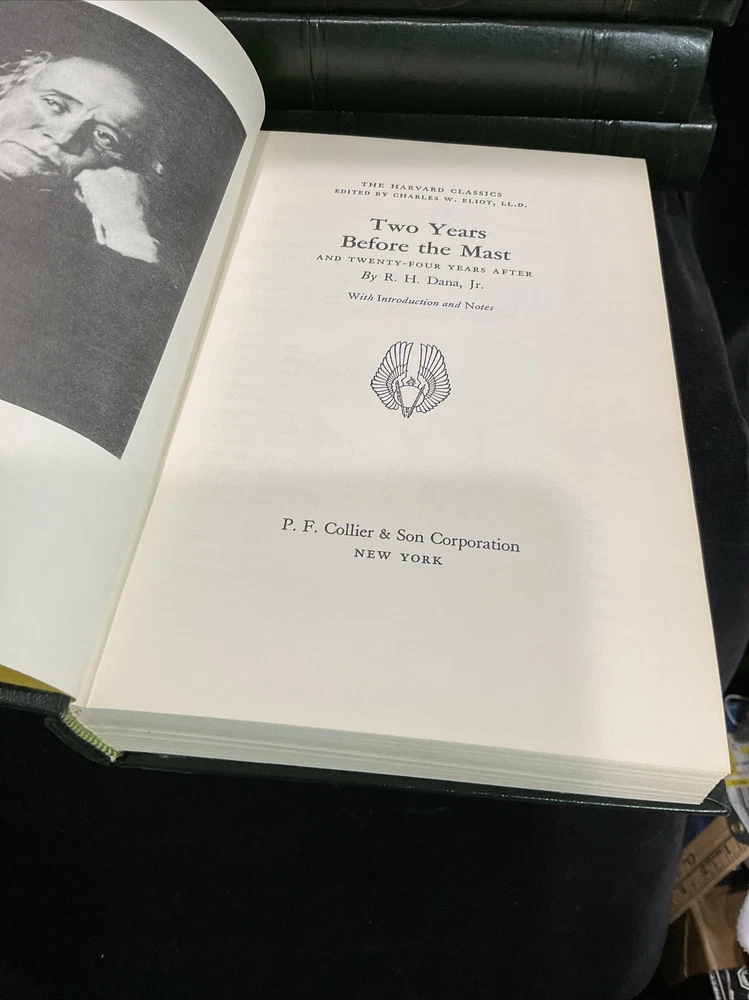 THE HARVARD CLASSICS
EDITED BY CHARLES W. ELIOT, LL.D.
Two Years
Before the Mast
AND TWENTY-FOUR YEARS AFTER
By R. H. Dana, Jr.
With Introduction and Notes
P. F. Collier & Son Corporation
NEW YORK